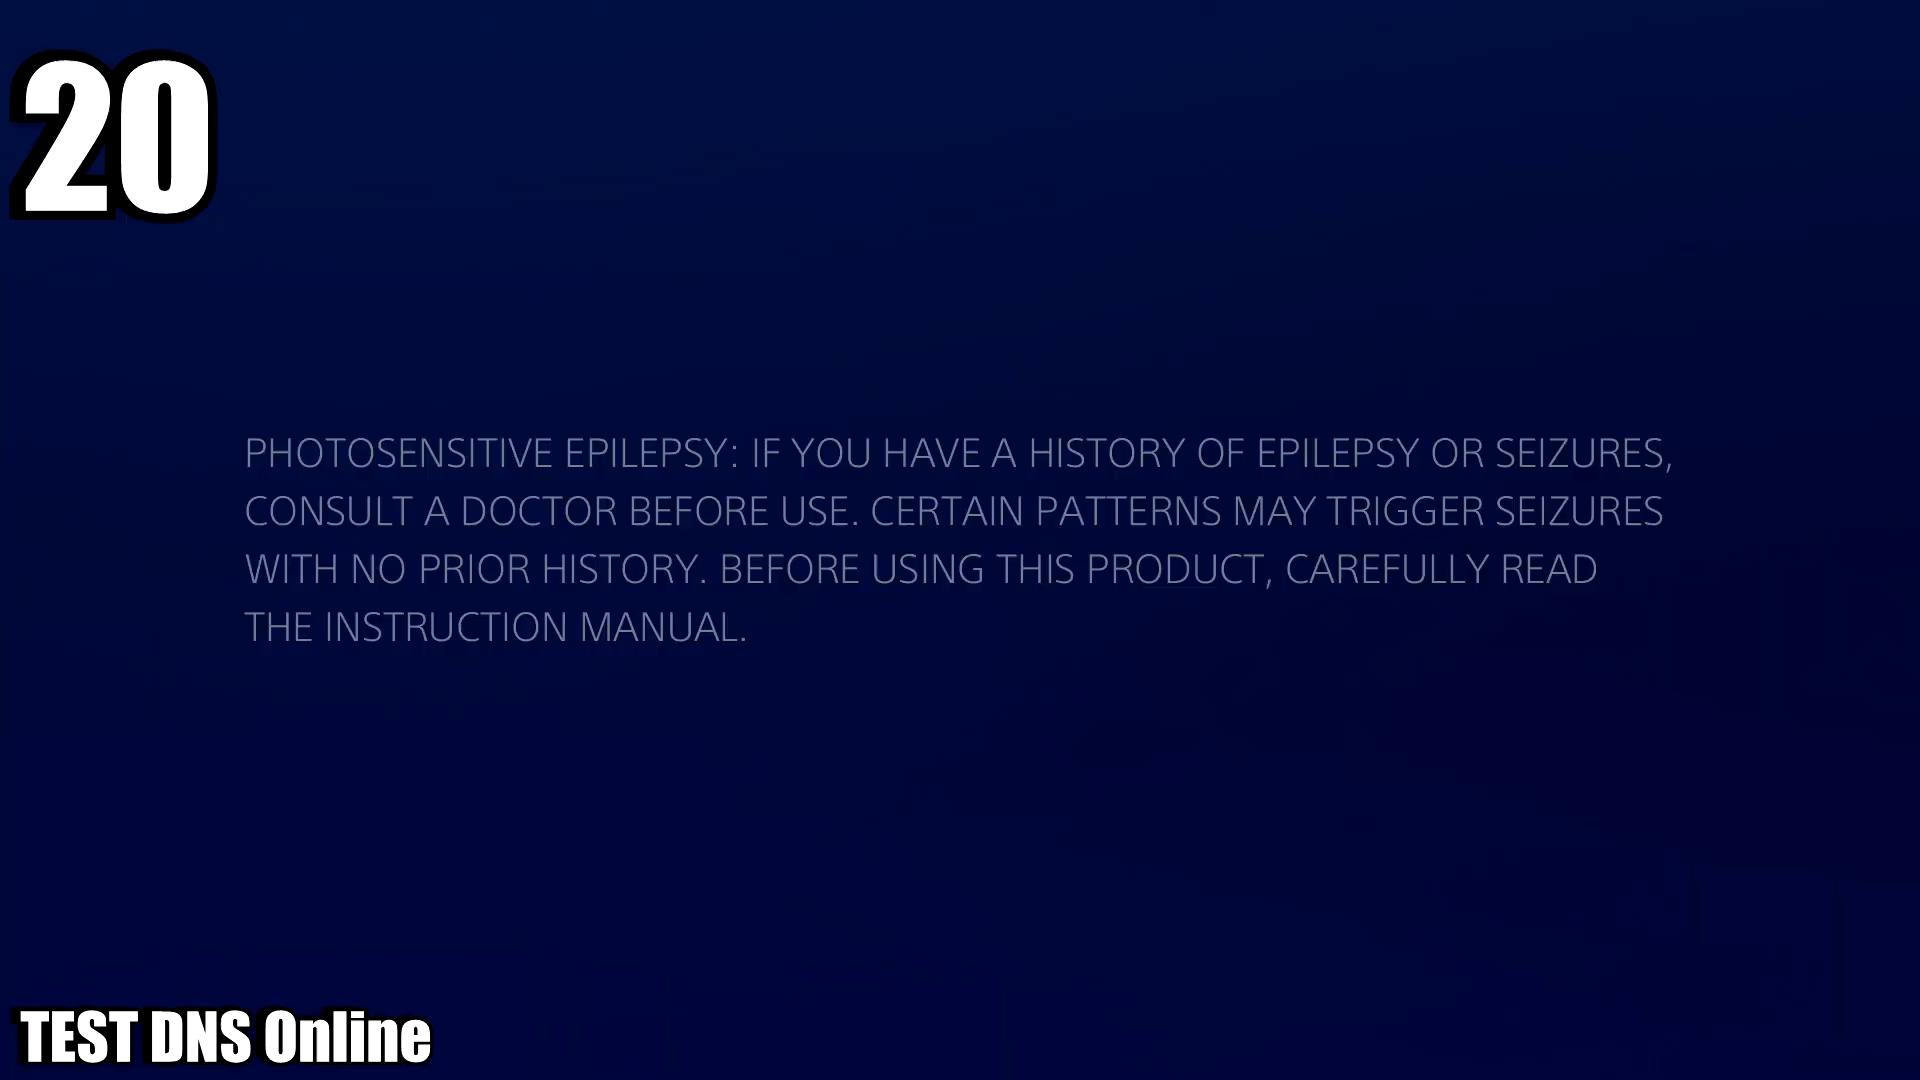 20
PHOTOSENSITIVE EPILEPSY: IF YOU HAVE A HISTORY OF EPILEPSY OR SEIZURES,
CONSULT A DOCTOR BEFORE USE. CERTAIN PATTERNS MAY TRIGGER SEIZURES
WITH NO PRIOR HISTORY. BEFORE USING THIS PRODUCT, CAREFULLY READ
THE INSTRUCTION MANUAL.
TEST DNS Online